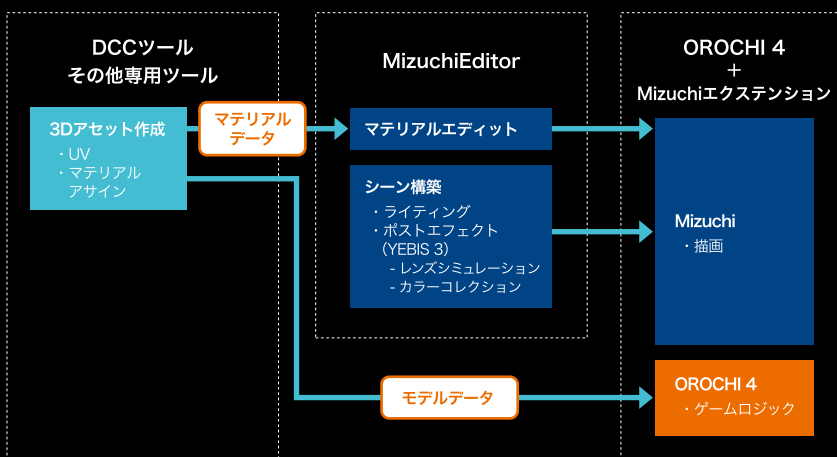 DCCツール
その他専用ツール
3Dアセット作成
・UV
・マテリアル
アサイン
マテリアル
データ
MizuchiEditor
マテリアルエディット
シーン構築
・ライティング
・ポストエフェクト
（YEBIS 3）
- レンズシミュレーション
- カラーコレクション
モデルデータ
OROCHI 4
+
Mizuchiエクステンション
Mizuchi
・描画
OROCHI 4
・ゲームロジック